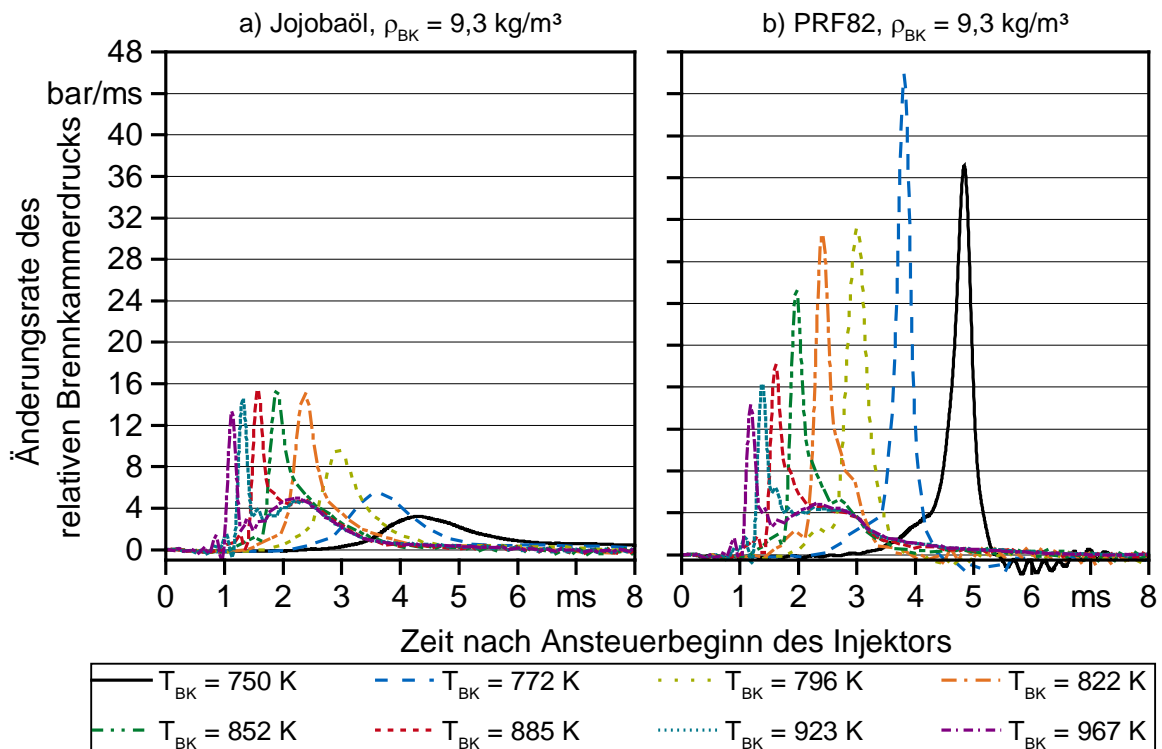 a) Jojobaöl, ρBK = 9,3 kg/m³
b) PRF82, ρBK = 9,3 kg/m³
Änderungsrate des
relativen Brennkammerdrucks
48
bar/ms
40
36
32
28
24
20
16
12
8
4
0
0 1 2 3 4 5 6 ms 8
0 1 2 3 4 5 6 ms 8
Zeit nach Ansteuerbeginn des Injektors
TBK = 750 K TBK = 772 K TBK = 796 K TBK = 822 K
TBK = 852 K TBK = 885 K TBK = 923 K TBK = 967 K